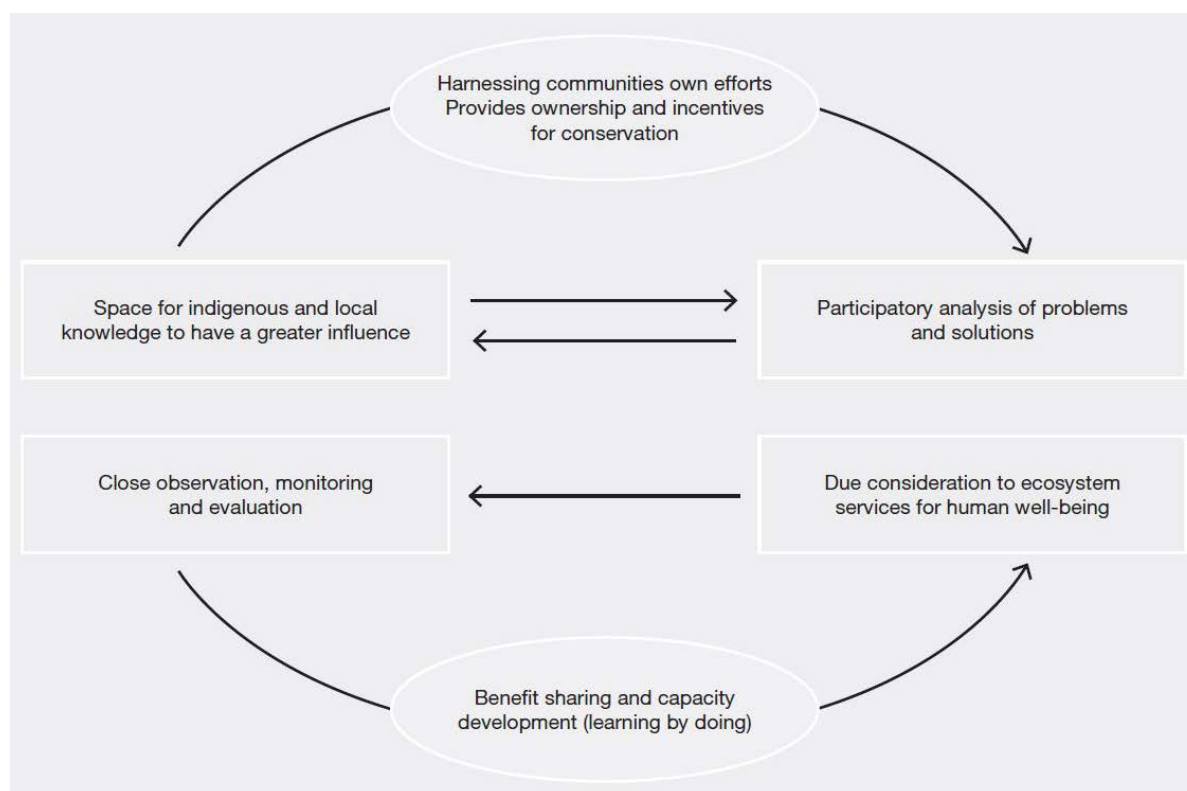 Harnessing communities own efforts
Provides ownership and incentives
for conservation
Space for indigenous and local
knowledge to have a greater influence
Participatory analysis of problems
and solutions
Close observation, monitoring
and evaluation
Due consideration to ecosystem
services for human well-being
Benefit sharing and capacity
development (learning by doing)